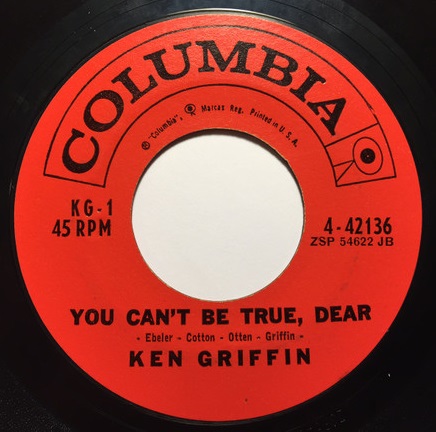 COLUMBIA
® "Columbia", Marcas Reg. Printed in U. S. A.
KG-1
45 RPM
4-42136
ZSP 54622 JB
YOU CAN'T BE TRUE, DEAR
- Ebeler - Cotton - Otten - Griffin -
KEN GRIFFIN